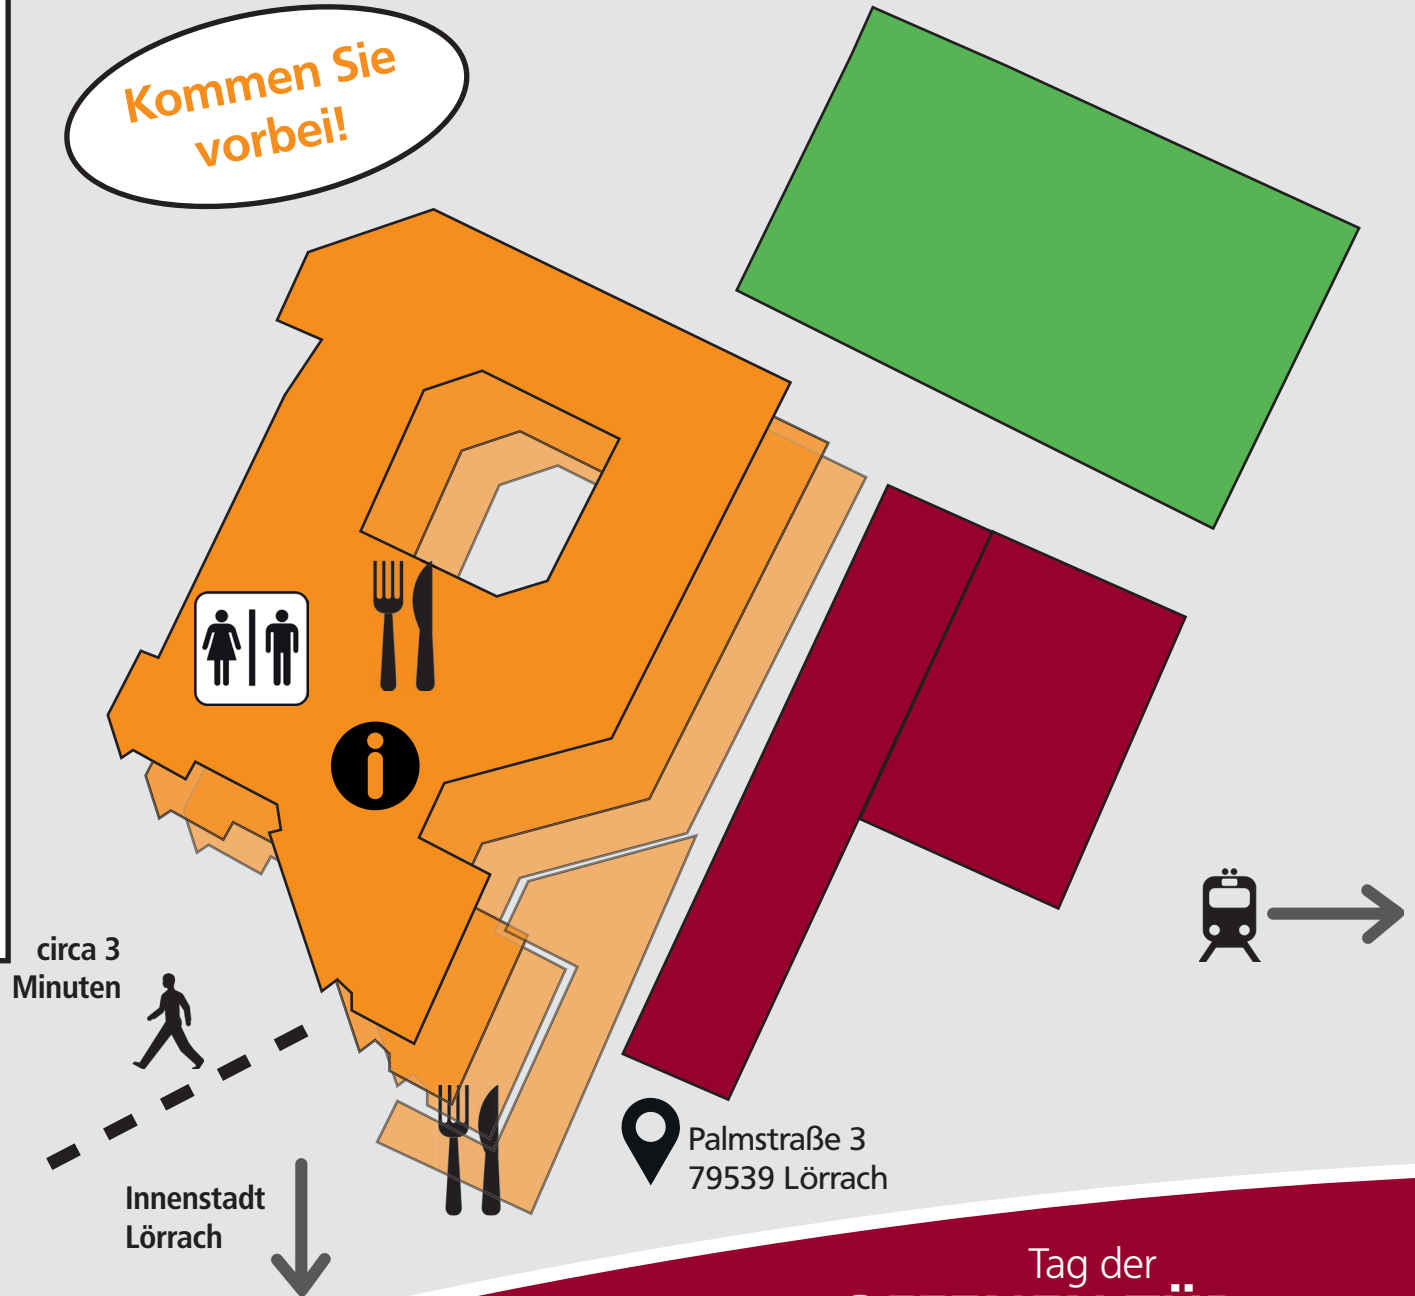 Kommen Sie
vorbei!
circa 3
Minuten
Innenstadt
Lörrach
Palmstraße 3
79539 Lörrach
Tag der